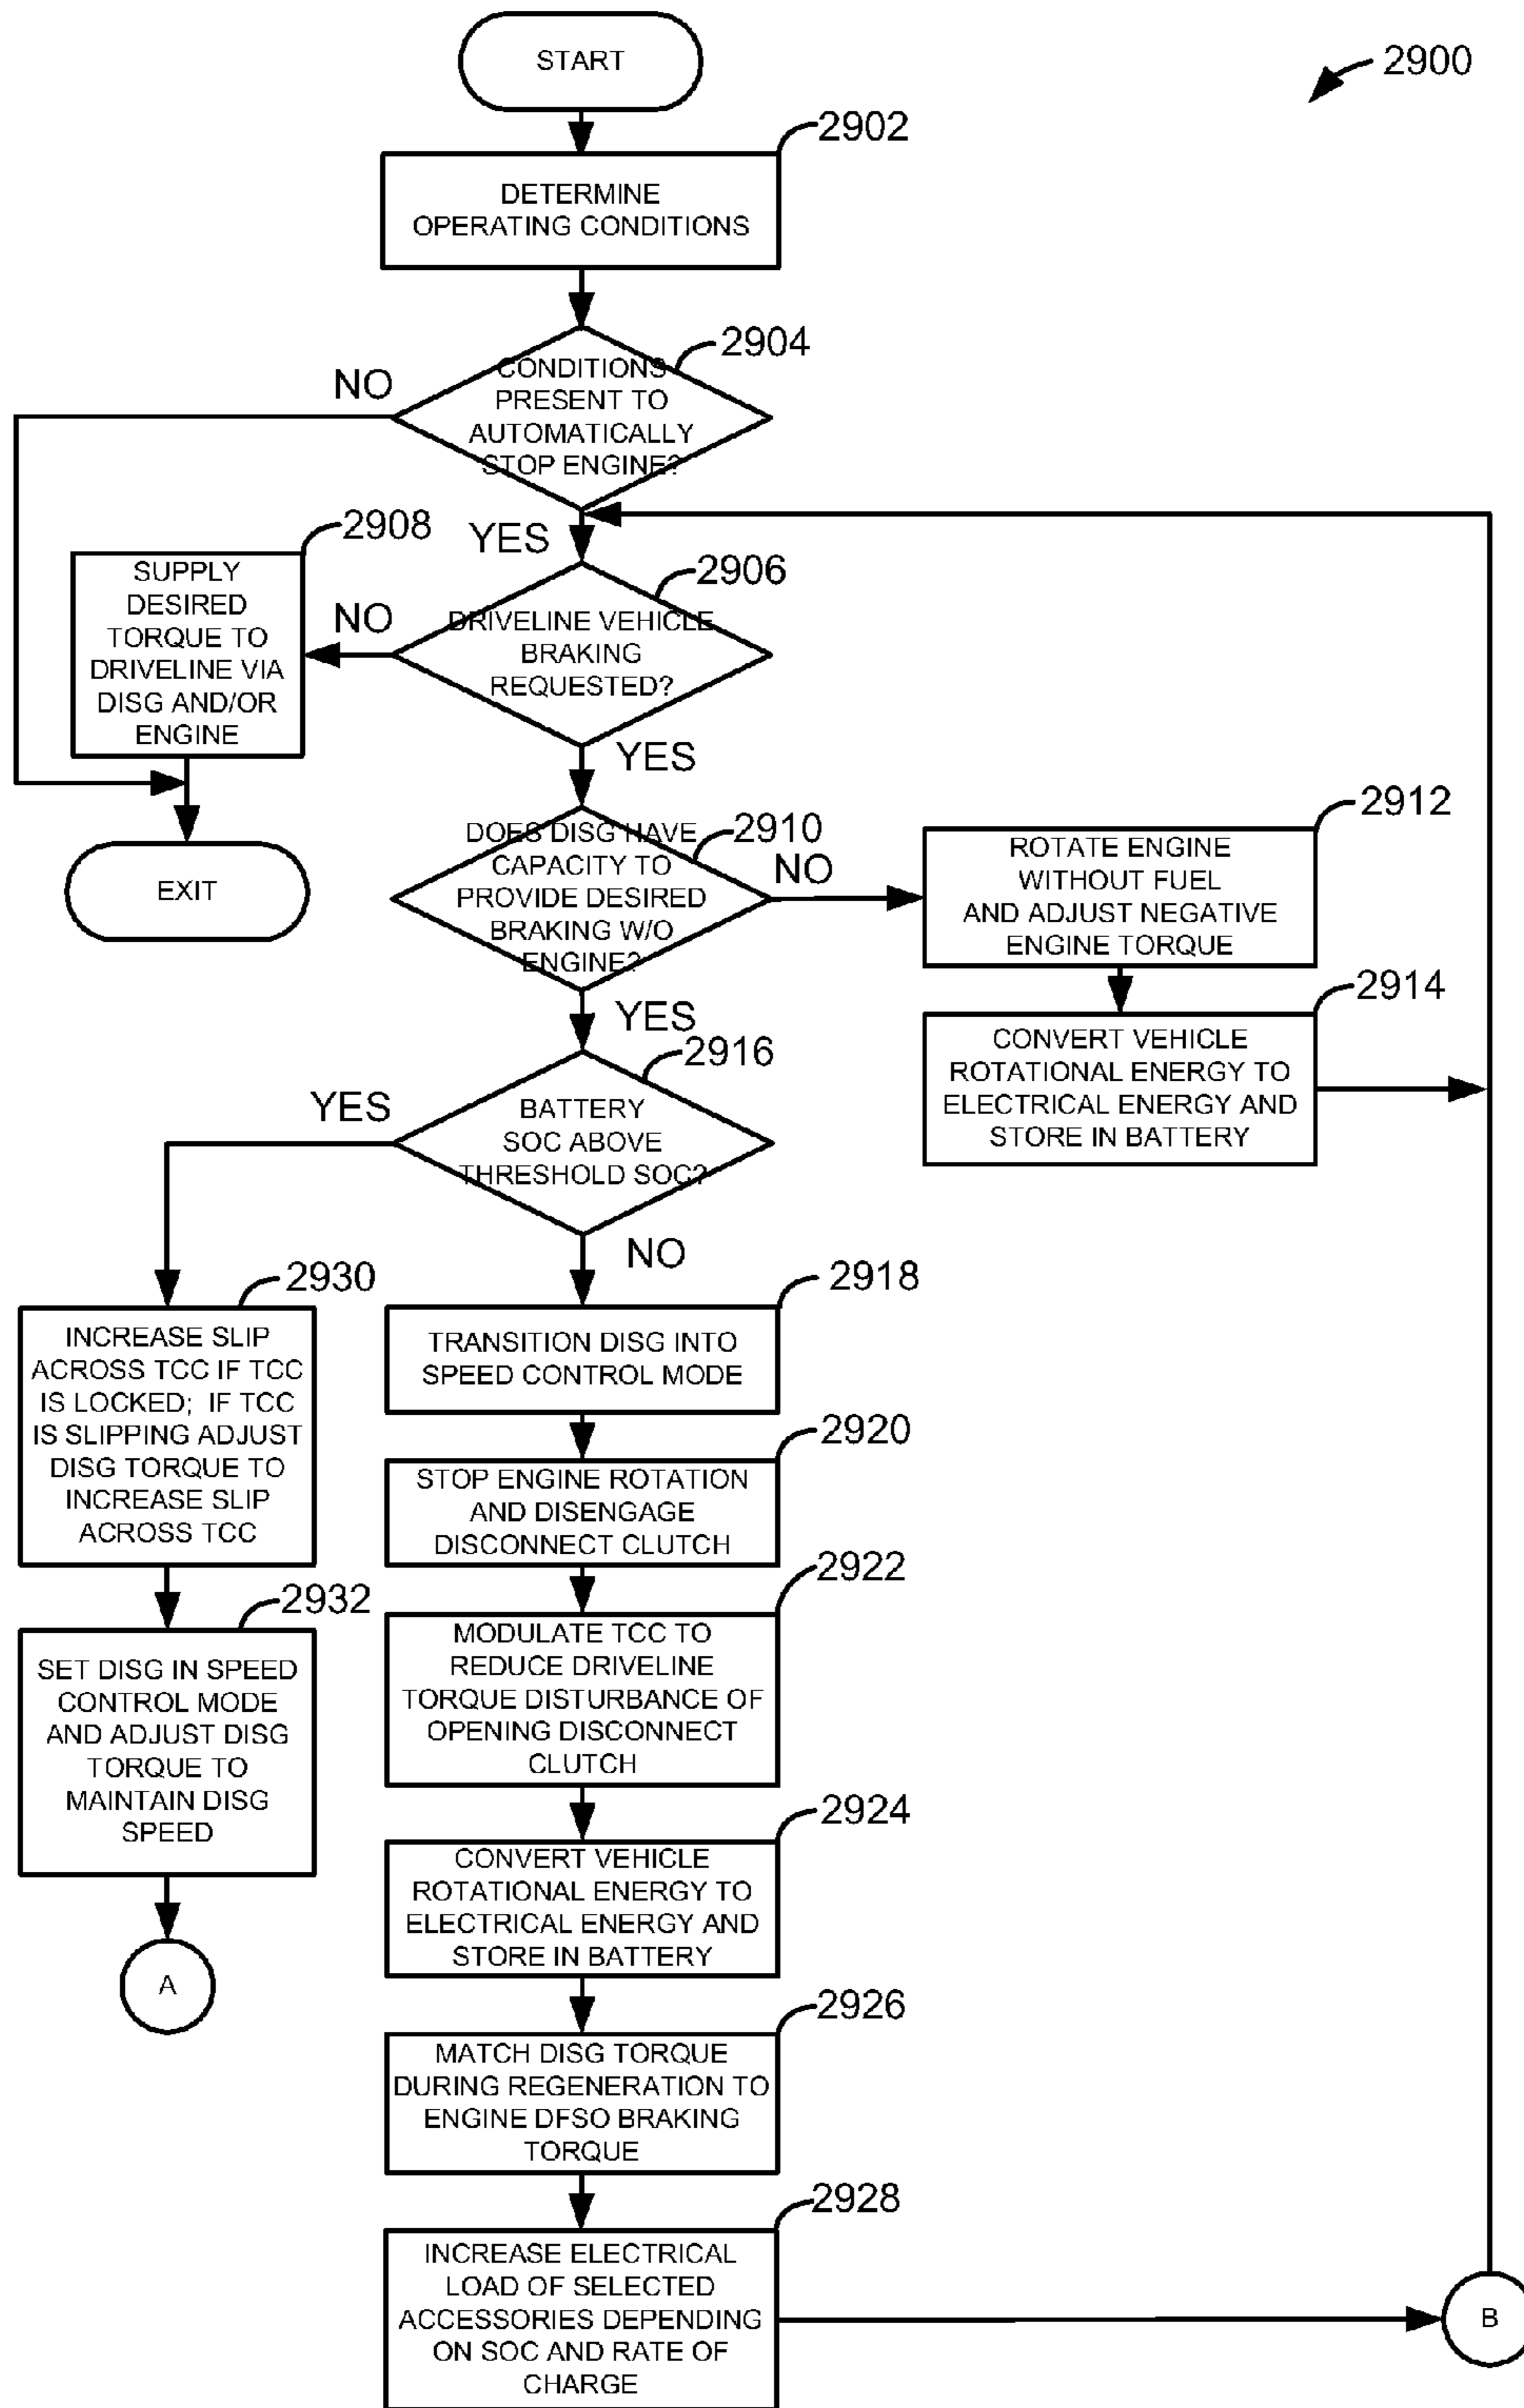 START
2900
2902
DETERMINE
OPERATING CONDITIONS
2904
CONDITIONS
PRESENT TO
AUTOMATICALLY
STOP ENGINE?
NO
YES
2906
DRIVELINE VEHICLE
BRAKING
REQUESTED?
NO
2908
SUPPLY
DESIRED
TORQUE TO
DRIVELINE VIA
DISG AND/OR
ENGINE
EXIT
YES
2910
DOES DISG HAVE
CAPACITY TO
PROVIDE DESIRED
BRAKING W/O
ENGINE?
NO
2912
ROTATE ENGINE
WITHOUT FUEL
AND ADJUST NEGATIVE
ENGINE TORQUE
2914
CONVERT VEHICLE
ROTATIONAL ENERGY TO
ELECTRICAL ENERGY AND
STORE IN BATTERY
YES
2916
BATTERY
SOC ABOVE
THRESHOLD SOC?
YES
NO
2930
INCREASE SLIP
ACROSS TCC IF TCC
IS LOCKED; IF TCC
IS SLIPPING ADJUST
DISG TORQUE TO
INCREASE SLIP
ACROSS TCC
2932
SET DISG IN SPEED
CONTROL MODE
AND ADJUST DISG
TORQUE TO
MAINTAIN DISG
SPEED
A
2918
TRANSITION DISG INTO
SPEED CONTROL MODE
2920
STOP ENGINE ROTATION
AND DISENGAGE
DISCONNECT CLUTCH
2922
MODULATE TCC TO
REDUCE DRIVELINE
TORQUE DISTURBANCE OF
OPENING DISCONNECT
CLUTCH
2924
CONVERT VEHICLE
ROTATIONAL ENERGY TO
ELECTRICAL ENERGY AND
STORE IN BATTERY
2926
MATCH DISG TORQUE
DURING REGENERATION TO
ENGINE DFSO BRAKING
TORQUE
2928
INCREASE ELECTRICAL
LOAD OF SELECTED
ACCESSORIES DEPENDING
ON SOC AND RATE OF
CHARGE
B